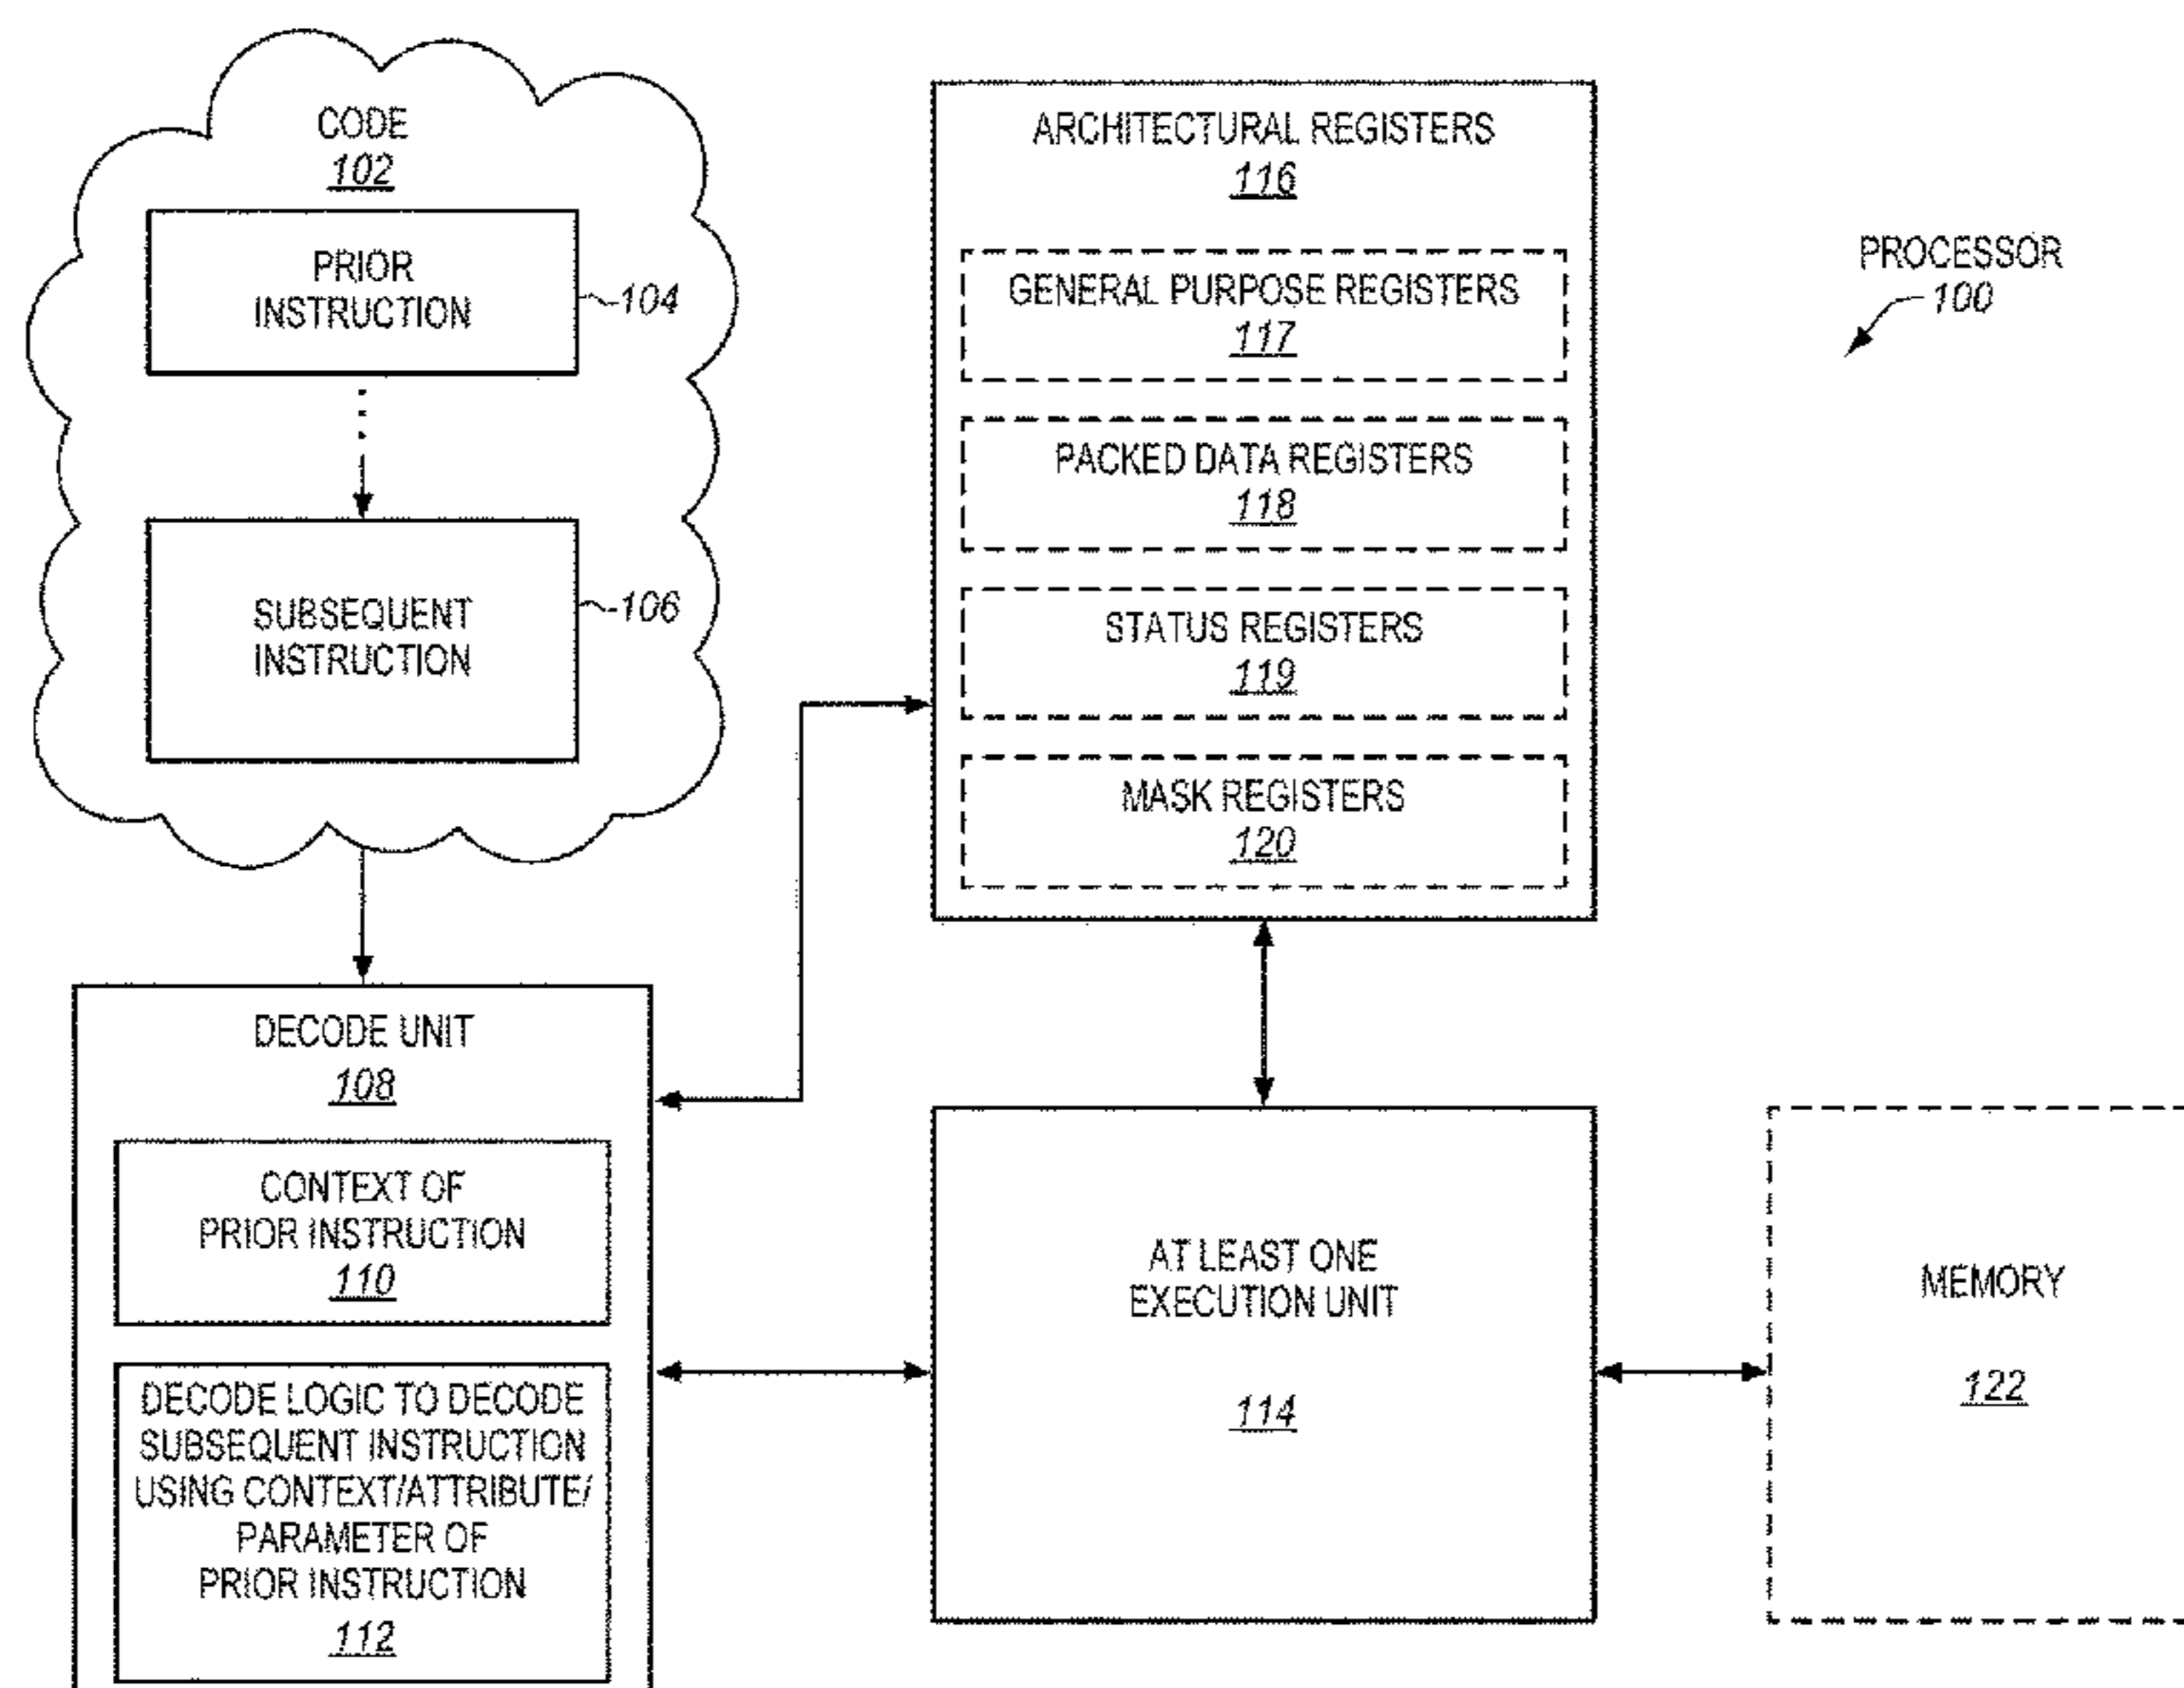 CODE
102
PRIOR
INSTRUCTION
104
SUBSEQUENT
INSTRUCTION
106
ARCHITECTURAL REGISTERS
116
GENERAL PURPOSE REGISTERS
117
PACKED DATA REGISTERS
118
STATUS REGISTERS
119
MASK REGISTERS
120
PROCESSOR
100
DECODE UNIT
108
CONTEXT OF
PRIOR INSTRUCTION
110
DECODE LOGIC TO DECODE
SUBSEQUENT INSTRUCTION
USING CONTEXT/ATTRIBUTE/
PARAMETER OF
PRIOR INSTRUCTION
112
AT LEAST ONE
EXECUTION UNIT
114
MEMORY
122